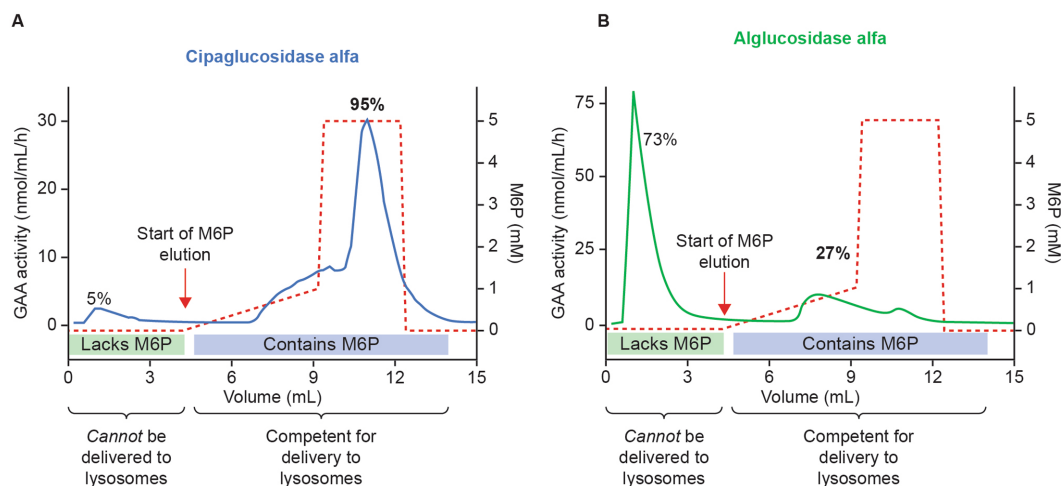 A
Cipaglucosidase alfa
95%
5%
Start of M6P
elution
GAA activity (nmol/mL/h)
30
20
10
0
M6P
(mM)
5
4
3
2
1
0
Lacks M6P
Contains M6P
0
3
6
9
12
15
Volume (mL)
Cannot be
delivered to
lysosomes
Competent for
delivery to
lysosomes
B
Alglucosidase alfa
73%
27%
Start of M6P
elution
GAA activity (nmol/mL/h)
75
50
25
0
M6P
(mM)
5
4
3
2
1
0
Lacks M6P
Contains M6P
0
3
6
9
12
15
Volume (mL)
Cannot be
delivered to
lysosomes
Competent for
delivery to
lysosomes